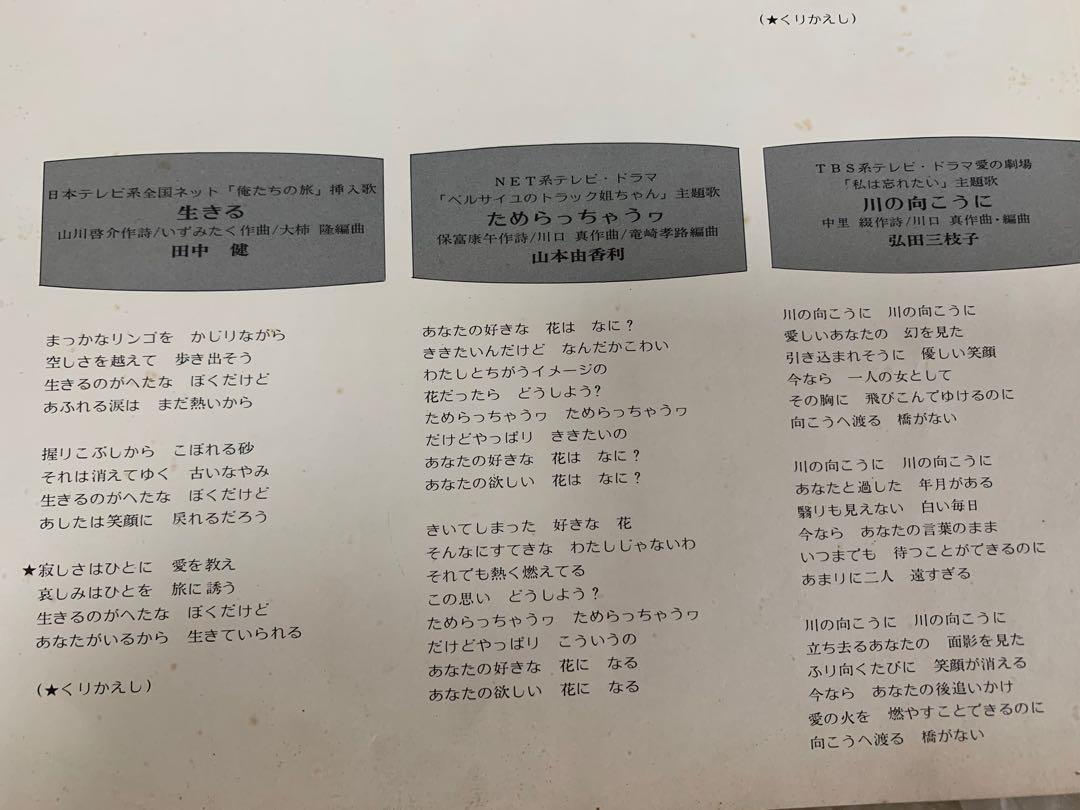 (★くりかえし)
日本テレビ系全国ネット「俺たちの旅」挿入歌
生きる
山川啓介作詩/いずみたく作曲/大柿 隆編曲
田中 健
まっかなリンゴを かじりながら
空しさを越えて 歩き出そう
生きるのがへたな ぼくだけど
あふれる涙は まだ熱いから
握りこぶしから こぼれる砂
それは消えてゆく 古いなやみ
生きるのがへたな ぼくだけど
あしたは笑顔に 戻れるだろう
★寂しさはひとに 愛を教え
哀しみはひとを 旅に誘う
生きるのがへたな ぼくだけど
あなたがいるから 生きていられる
(★くりかえし)
NET系テレビ・ドラマ
「ベルサイユのトラック姐ちゃん」主題歌
ためらっちゃうヮ
保富康午作詩/川口 真作曲/竜崎孝路編曲
山本由香利
あなたの好きな 花は なに?
ききたいんだけど なんだかこわい
わたしとちがうイメージの
花だったら どうしよう?
ためらっちゃうヮ ためらっちゃうヮ
だけどやっぱり ききたいの
あなたの好きな 花は なに?
あなたの欲しい 花は なに?
きいてしまった 好きな 花
そんなにすてきな わたしじゃないわ
それでも熱く燃えてる
この思い どうしよう?
ためらっちゃうヮ ためらっちゃうヮ
だけどやっぱり こういうの
あなたの好きな 花に なる
あなたの欲しい 花に なる
TBS系テレビ・ドラマ愛の劇場
「私は忘れたい」主題歌
川の向こうに
中里 綴作詩/川口 真作曲・編曲
弘田三枝子
川の向こうに 川の向こうに
愛しいあなたの 幻を見た
引き込まれそうに 優しい笑顔
今なら 一人の女として
その胸に 飛びこんでゆけるのに
向こうへ渡る 橋がない
川の向こうに 川の向こうに
あなたと過した 年月がある
翳りも見えない 白い毎日
今なら あなたの言葉のまま
いつまでも 待つことができるのに
あまりに二人 遠すぎる
川の向こうに 川の向こうに
立ち去るあなたの 面影を見た
ふり向くたびに 笑顔が消える
今なら あなたの後追いかけ
愛の火を 燃やすことできるのに
向こうへ渡る 橋がない